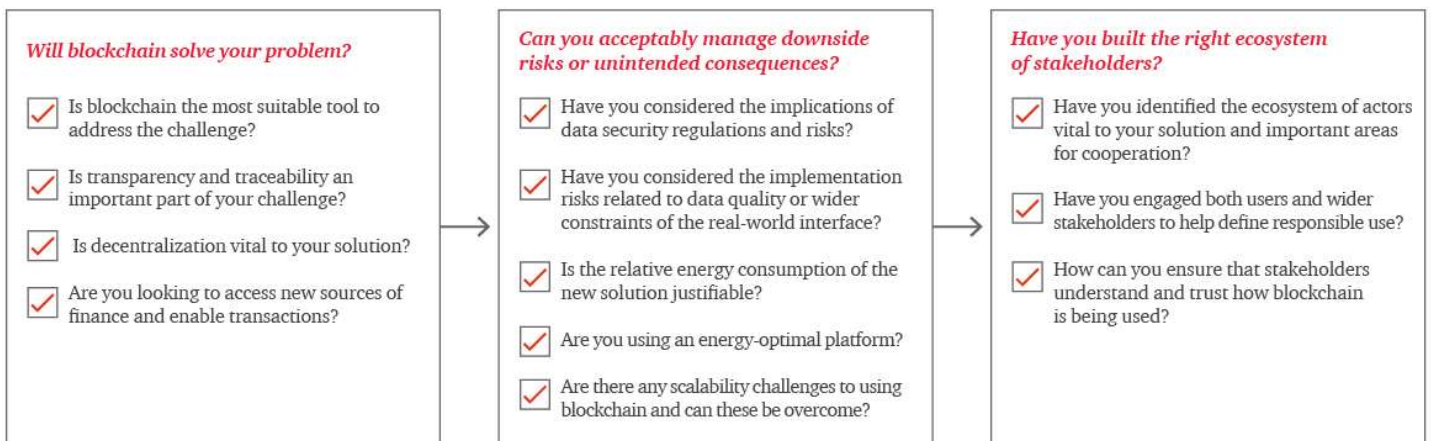 Will blockchain solve your problem?
Is blockchain the most suitable tool to
address the challenge?
Is transparency and traceability an
important part of your challenge?
Is decentralization vital to your solution?
Are you looking to access new sources of
finance and enable transactions?
Can you acceptably manage downside
risks or unintended consequences?
Have you considered the implications of
data security regulations and risks?
Have you considered the implementation
risks related to data quality or wider
constraints of the real-world interface?
Is the relative energy consumption of the
new solution justifiable?
Are you using an energy-optimal platform?
Are there any scalability challenges to using
blockchain and can these be overcome?
Have you built the right ecosystem
of stakeholders?
Have you identified the ecosystem of actors
vital to your solution and important areas
for cooperation?
Have you engaged both users and wider
stakeholders to help define responsible use?
How can you ensure that stakeholders
understand and trust how blockchain
is being used?